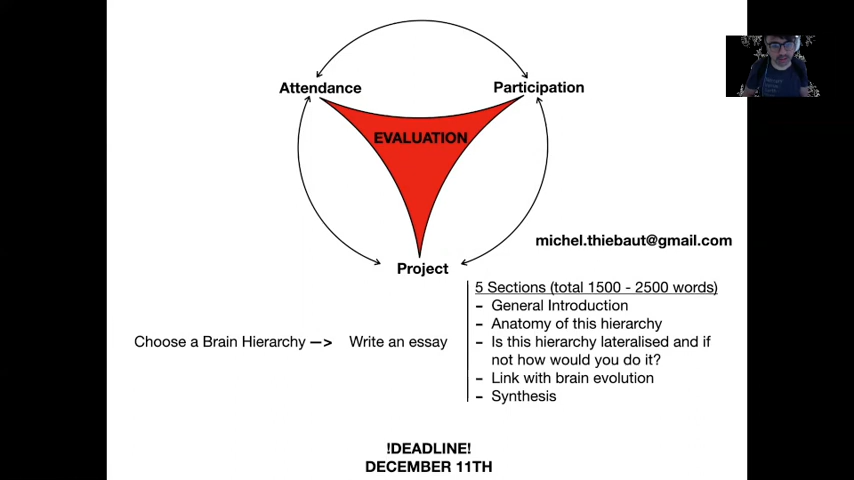 Attendance
Participation
EVALUATION
michel.thiebaut@gmail.com
Project
5 Sections (total 1500 - 2500 words)
- General Introduction
- Anatomy of this hierarchy
Choose a Brain Hierarchy —> Write an essay
- Is this hierarchy lateralised and if
not how would you do it?
- Link with brain evolution
- Synthesis
!DEADLINE!
DECEMBER 11TH